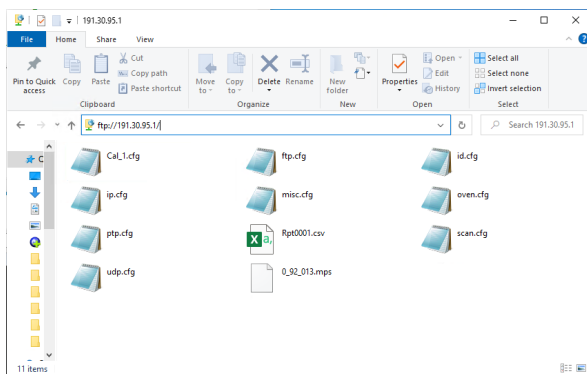 191.30.95.1
File Home Share View
Pin to Quick access
Copy
Paste
Cut
Copy path
Paste shortcut
Clipboard
Move to
Copy to
Delete
Rename
Organize
New folder
New
Properties
Open
Edit
History
Open
Select all
Select none
Invert selection
Select
ftp://191.30.95.1/
Search 191.30.95.1
Cal_1.cfg ftp.cfg id.cfg
ip.cfg misc.cfg oven.cfg
ptp.cfg Rpt0001.csv scan.cfg
udp.cfg 0_92_013.mps
11 items